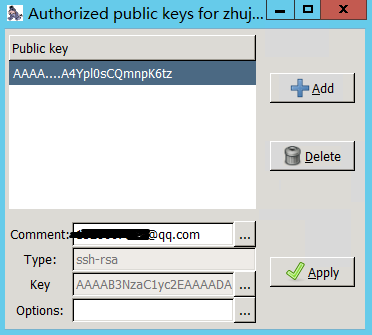 Authorized public keys for zhuj...
Public key
AAAA....A4Ypl0sCQmnpK6tz
Add
Delete
Comment: @qq.com ...
Type: ssh-rsa
Key AAAAB3NzaC1yc2EAAAADA ...
Options: ...
Apply